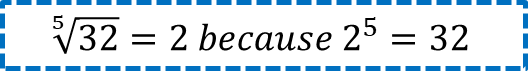 ⁵√32 = 2 because 2⁵ = 32